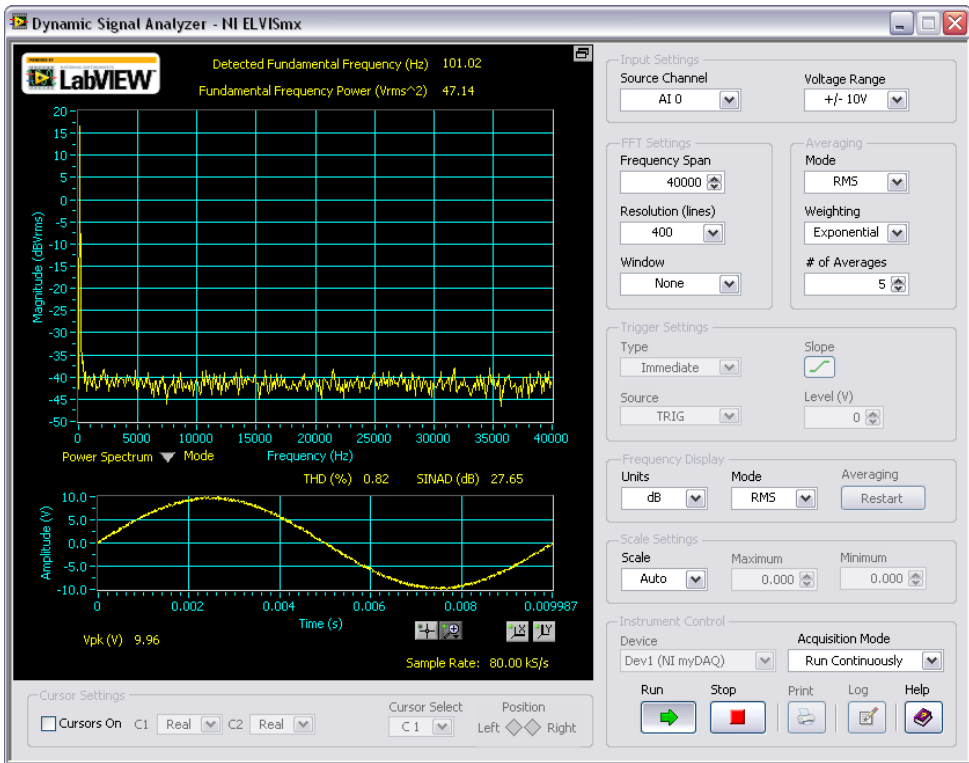 Dynamic Signal Analyzer - NI ELVISmx
LabVIEW
Detected Fundamental Frequency (Hz) 101.02
Fundamental Frequency Power (Vrms^2) 47.14
20
15
10
5
0
-5
-10
-15
-20
-25
-30
-35
-40
-45
-50
Magnitude (dBVrms)
0 5000 10000 15000 20000 25000 30000 35000 40000
Power Spectrum Mode Frequency (Hz)
THD (%) 0.82 SINAD (dB) 27.65
10.0
5.0
0.0
-5.0
-10.0
Amplitude (V)
0 0.002 0.004 0.006 0.008 0.009987
Time (s)
Vpk (V) 9.96
Sample Rate: 80.00 kS/s
Cursor Settings
Cursors On C1 Real C2 Real
Cursor Select Position
C 1 Left Right
Input Settings
Source Channel Voltage Range
AI 0 +/- 10V
FFT Settings
Frequency Span
40000
Resolution (lines)
400
Window
None
Averaging
Mode
RMS
Weighting
Exponential
# of Averages
5
Trigger Settings
Type Slope
Immediate
Source Level (V)
TRIG 0
Frequency Display
Units Mode Averaging
dB RMS Restart
Scale Settings
Scale Maximum Minimum
Auto 0.000 0.000
Instrument Control
Device Acquisition Mode
Dev1 (NI myDAQ) Run Continuously
Run Stop Print Log Help